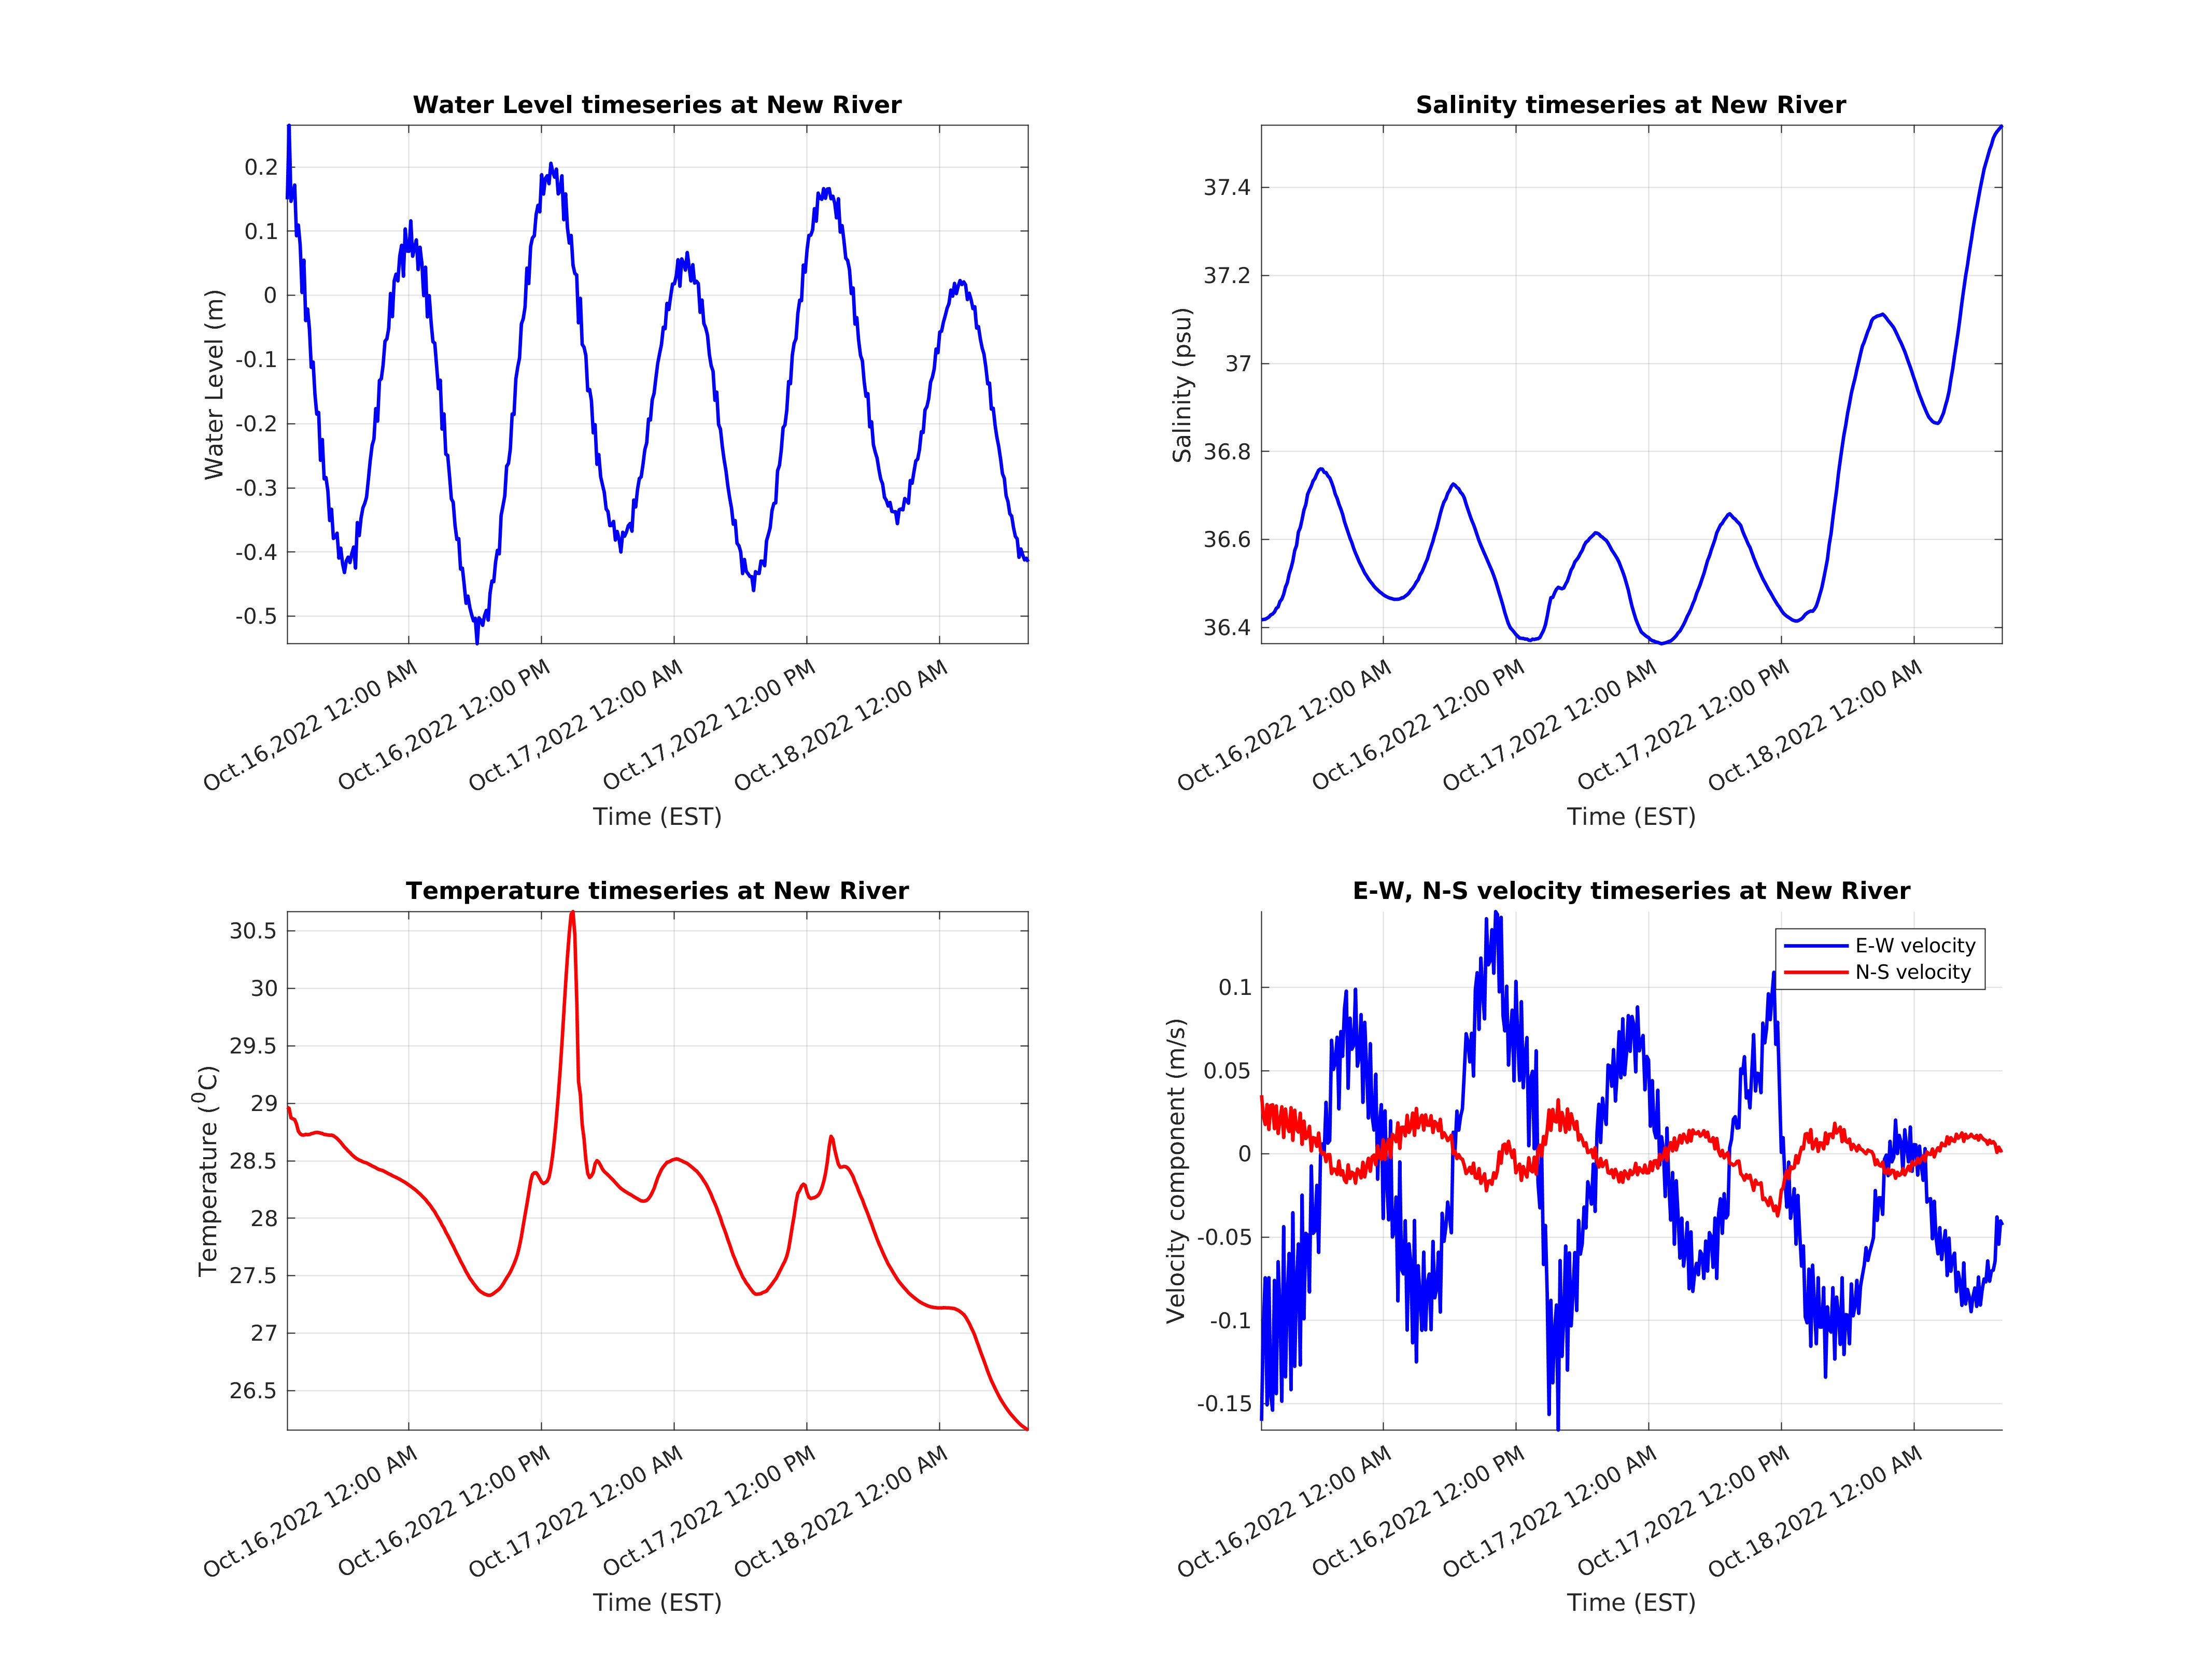 Water Level timeseries at New River
Water Level (m)
0.2
0.1
0
-0.1
-0.2
-0.3
-0.4
-0.5
Oct.16,2022 12:00 AM
Oct.16,2022 12:00 PM
Oct.17,2022 12:00 AM
Oct.17,2022 12:00 PM
Oct.18,2022 12:00 AM
Time (EST)
Salinity timeseries at New River
Salinity (psu)
37.4
37.2
37
36.8
36.6
36.4
Oct.16,2022 12:00 AM
Oct.16,2022 12:00 PM
Oct.17,2022 12:00 AM
Oct.17,2022 12:00 PM
Oct.18,2022 12:00 AM
Time (EST)
Temperature timeseries at New River
Temperature (⁰C)
30.5
30
29.5
29
28.5
28
27.5
27
26.5
Oct.16,2022 12:00 AM
Oct.16,2022 12:00 PM
Oct.17,2022 12:00 AM
Oct.17,2022 12:00 PM
Oct.18,2022 12:00 AM
Time (EST)
E-W, N-S velocity timeseries at New River
E-W velocity
N-S velocity
Velocity component (m/s)
0.1
0.05
0
-0.05
-0.1
-0.15
Oct.16,2022 12:00 AM
Oct.16,2022 12:00 PM
Oct.17,2022 12:00 AM
Oct.17,2022 12:00 PM
Oct.18,2022 12:00 AM
Time (EST)